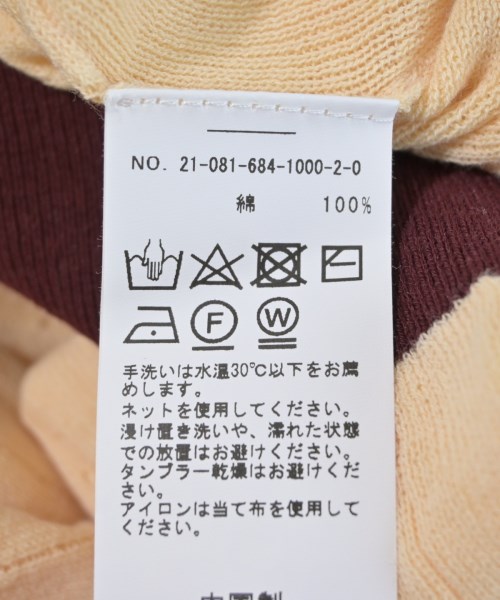 NO. 21-081-684-1000-2-0
綿 100%
F W
手洗いは水温30℃以下をお薦
めします。
ネットを使用してください。
浸け置き洗いや、濡れた状態
での放置はお避けください。
タンブラー乾燥はお避けくだ
さい。
アイロンは当て布を使用して
ください。
中国製